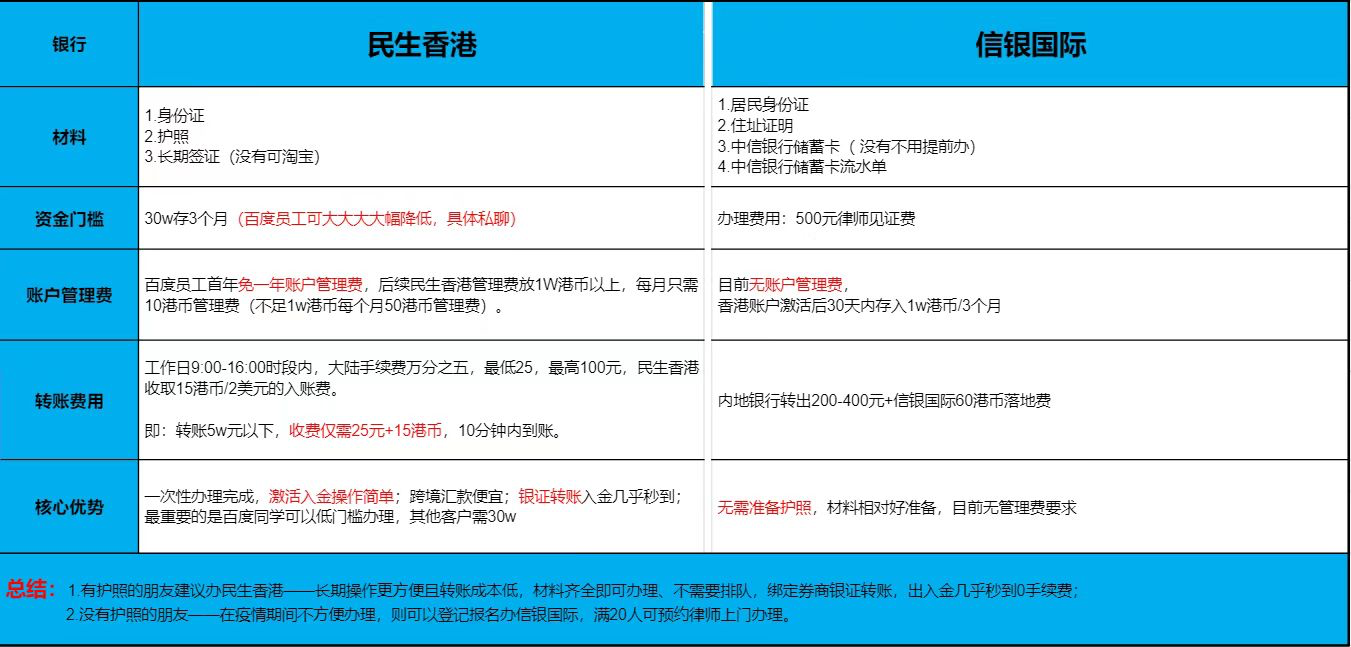 银行
民生香港
信银国际
材料
1.身份证
2.护照
3.长期签证（没有可淘宝）
1.居民身份证
2.住址证明
3.中信银行储蓄卡（ 没有不用提前办）
4.中信银行储蓄卡流水单
资金门槛
30w存3个月（百度员工可大大大大幅降低，具体私聊）
办理费用：500元律师见证费
账户管理费
百度员工首年免一年账户管理费，后续民生香港管理费放1W港币以上，每月只需
10港币管理费（不足1w港币每个月50港币管理费）。
目前无账户管理费，
香港账户激活后30天内存入1w港币/3个月
转账费用
工作日9:00-16:00时段内，大陆手续费万分之五，最低25，最高100元，民生香港
收取15港币/2美元的入账费。
即：转账5w元以下，收费仅需25元+15港币，10分钟内到账。
内地银行转出200-400元+信银国际60港币落地费
核心优势
一次性办理完成，激活入金操作简单；跨境汇款便宜；银证转账入金几乎秒到；
最重要的是百度同学可以低门槛办理，其他客户需30w
无需准备护照，材料相对好准备，目前无管理费要求
总结：1.有护照的朋友建议办民生香港——长期操作更方便且转账成本低，材料齐全即可办理、不需要排队，绑定券商银证转账，出入金几乎秒到0手续费；
2.没有护照的朋友——在疫情期间不方便办理，则可以登记报名办信银国际，满20人可预约律师上门办理。